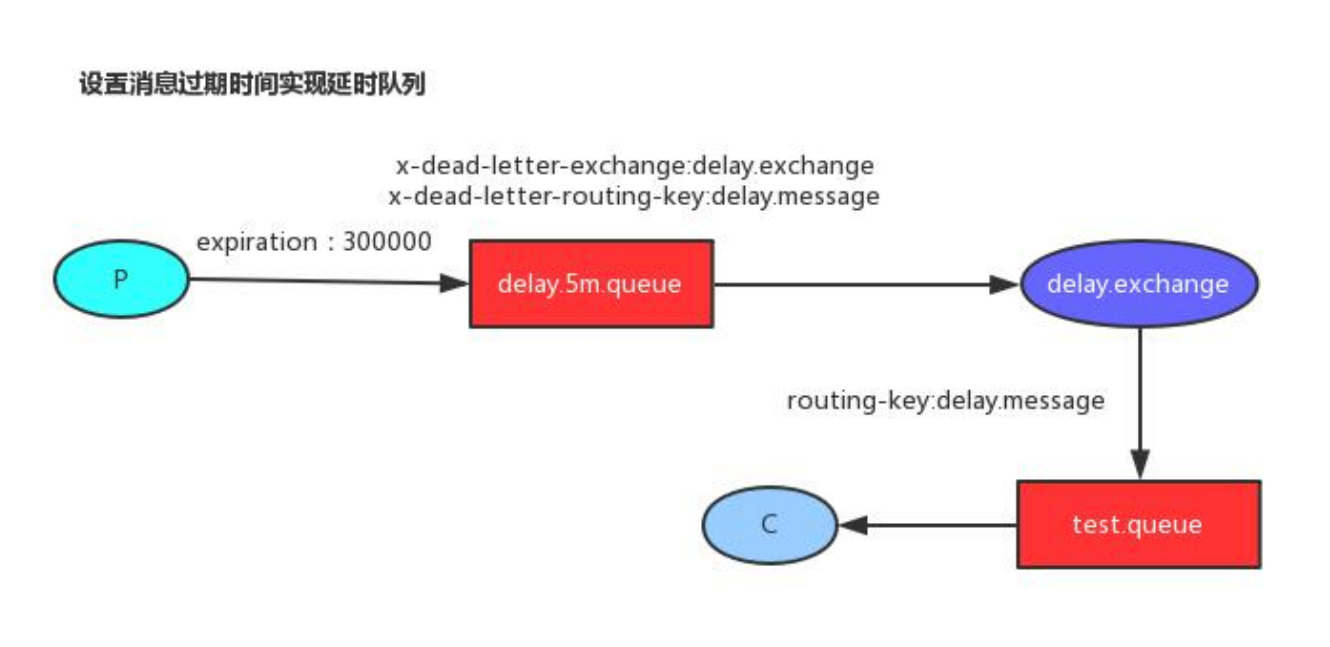 设置消息过期时间实现延时队列
x-dead-letter-exchange:delay.exchange
x-dead-letter-routing-key:delay.message
expiration：300000
P
delay.5m.queue
delay.exchange
routing-key:delay.message
C
test.queue